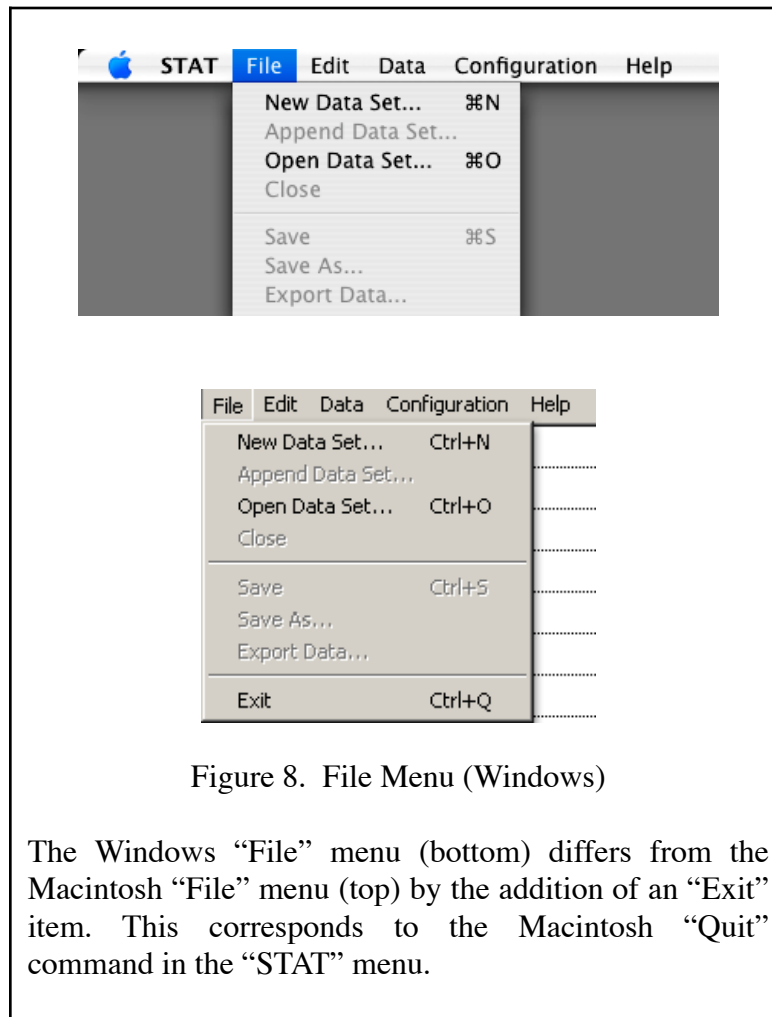 STAT File Edit Data Configuration Help
New Data Set... ⌘N
Append Data Set...
Open Data Set... ⌘O
Close
Save ⌘S
Save As...
Export Data...
File Edit Data Configuration Help
New Data Set... Ctrl+N
Append Data Set...
Open Data Set... Ctrl+O
Close
Save Ctrl+S
Save As...
Export Data...
Exit Ctrl+Q
Figure 8. File Menu (Windows)
The Windows “File” menu (bottom) differs from the
Macintosh “File” menu (top) by the addition of an “Exit”
item. This corresponds to the Macintosh “Quit”
command in the “STAT” menu.